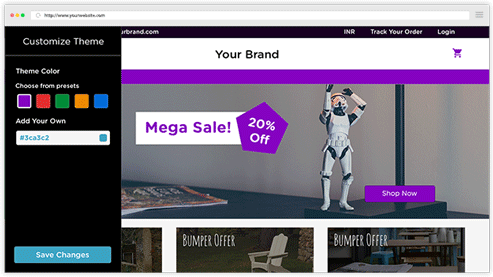 http://www.yourwebsite.com
Customize Theme
Theme Color
Choose from presets
Add Your Own
#3ca3c2
Save Changes
urbrand.com
INR
Track Your Order
Login
Your Brand
Mega Sale!
20%
Off
Shop Now
BUMPER OFFER
BUMPER OFFER